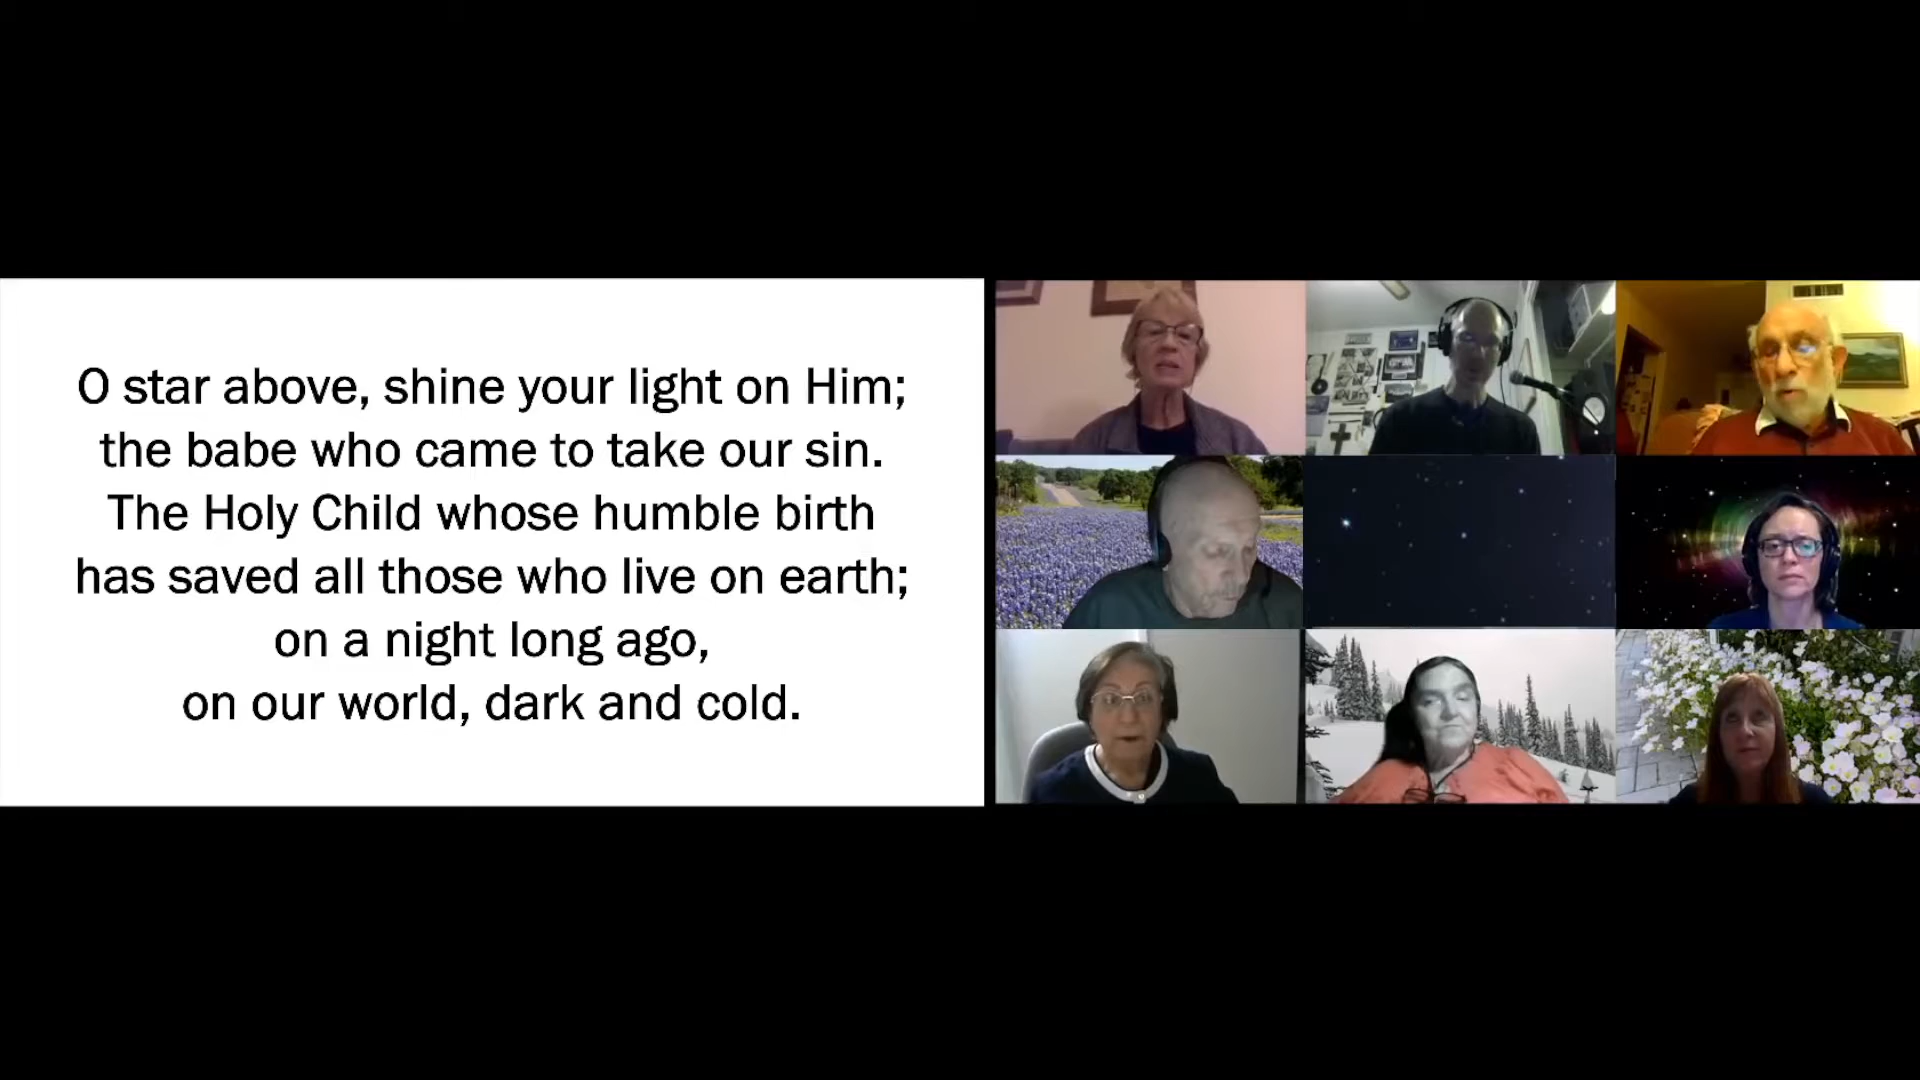 O star above, shine your light on Him;
the babe who came to take our sin.
The Holy Child whose humble birth
has saved all those who live on earth;
on a night long ago,
on our world, dark and cold.